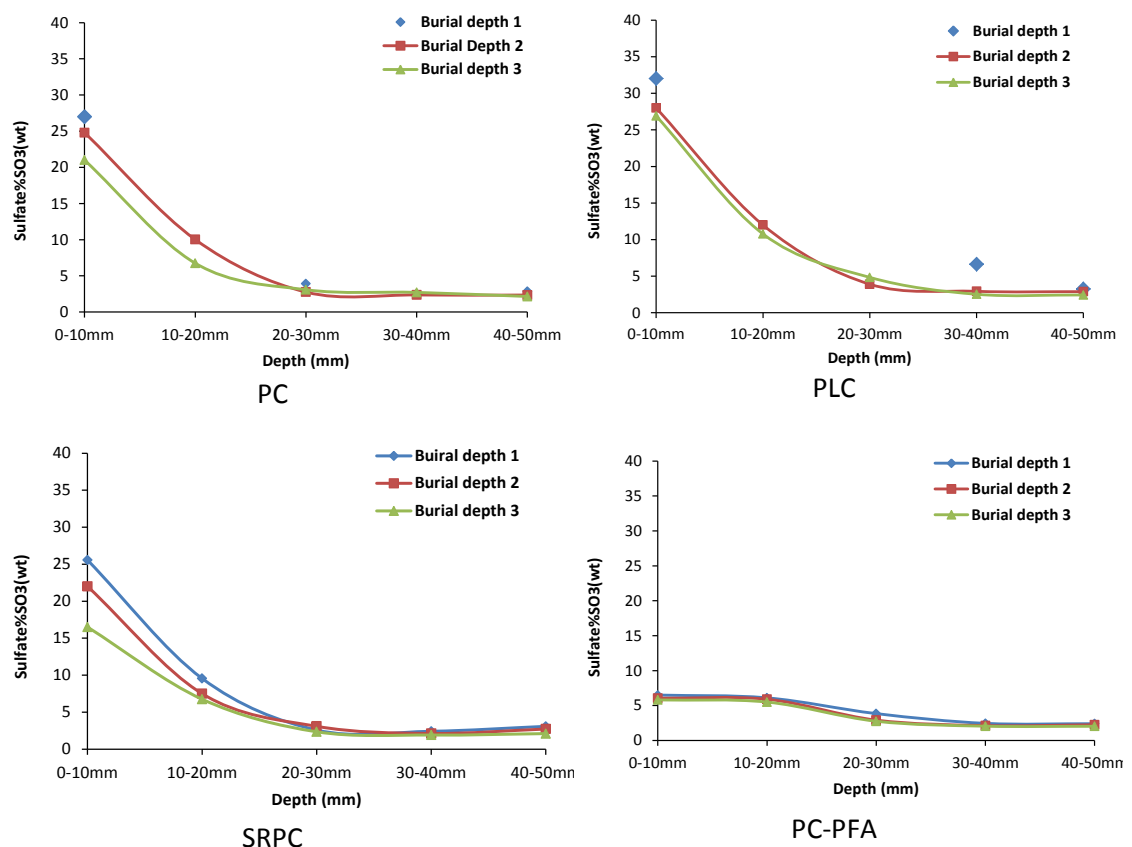 40
35
30
25
20
15
10
5
0
Sulfate%SO3(wt)
Burial depth 1
Burial Depth 2
Burial depth 3
0-10mm 10-20mm 20-30mm 30-40mm 40-50mm
Depth (mm)
PC
40
35
30
25
20
15
10
5
0
Sulfate%SO3(wt)
Burial depth 1
Burial depth 2
Burial depth 3
0-10mm 10-20mm 20-30mm 30-40mm 40-50mm
Depth (mm)
PLC
40
35
30
25
20
15
10
5
0
Sulfate%SO3(wt)
Buiral depth 1
Burial depth 2
Burial depth 3
0-10mm 10-20mm 20-30mm 30-40mm 40-50mm
Depth (mm)
SRPC
40
35
30
25
20
15
10
5
0
Sulfate%SO3(wt)
Burial depth 1
Burial depth 2
Burial depth 3
0-10mm 10-20mm 20-30mm 30-40mm 40-50mm
Depth (mm)
PC-PFA